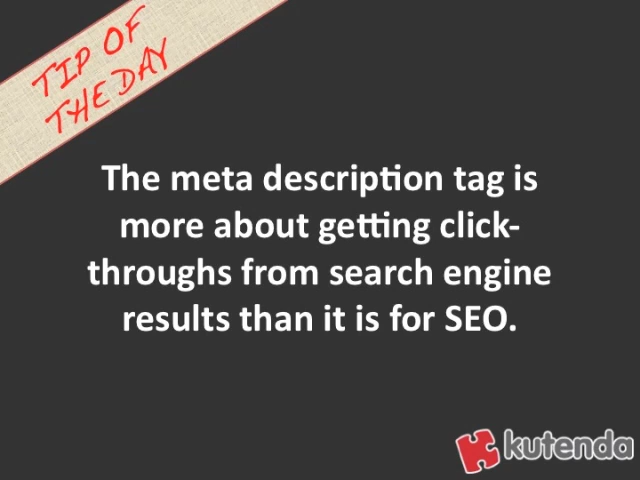 TIP OF
THE DAY
The meta description tag is
more about getting click-
throughs from search engine
results than it is for SEO.
kutenda